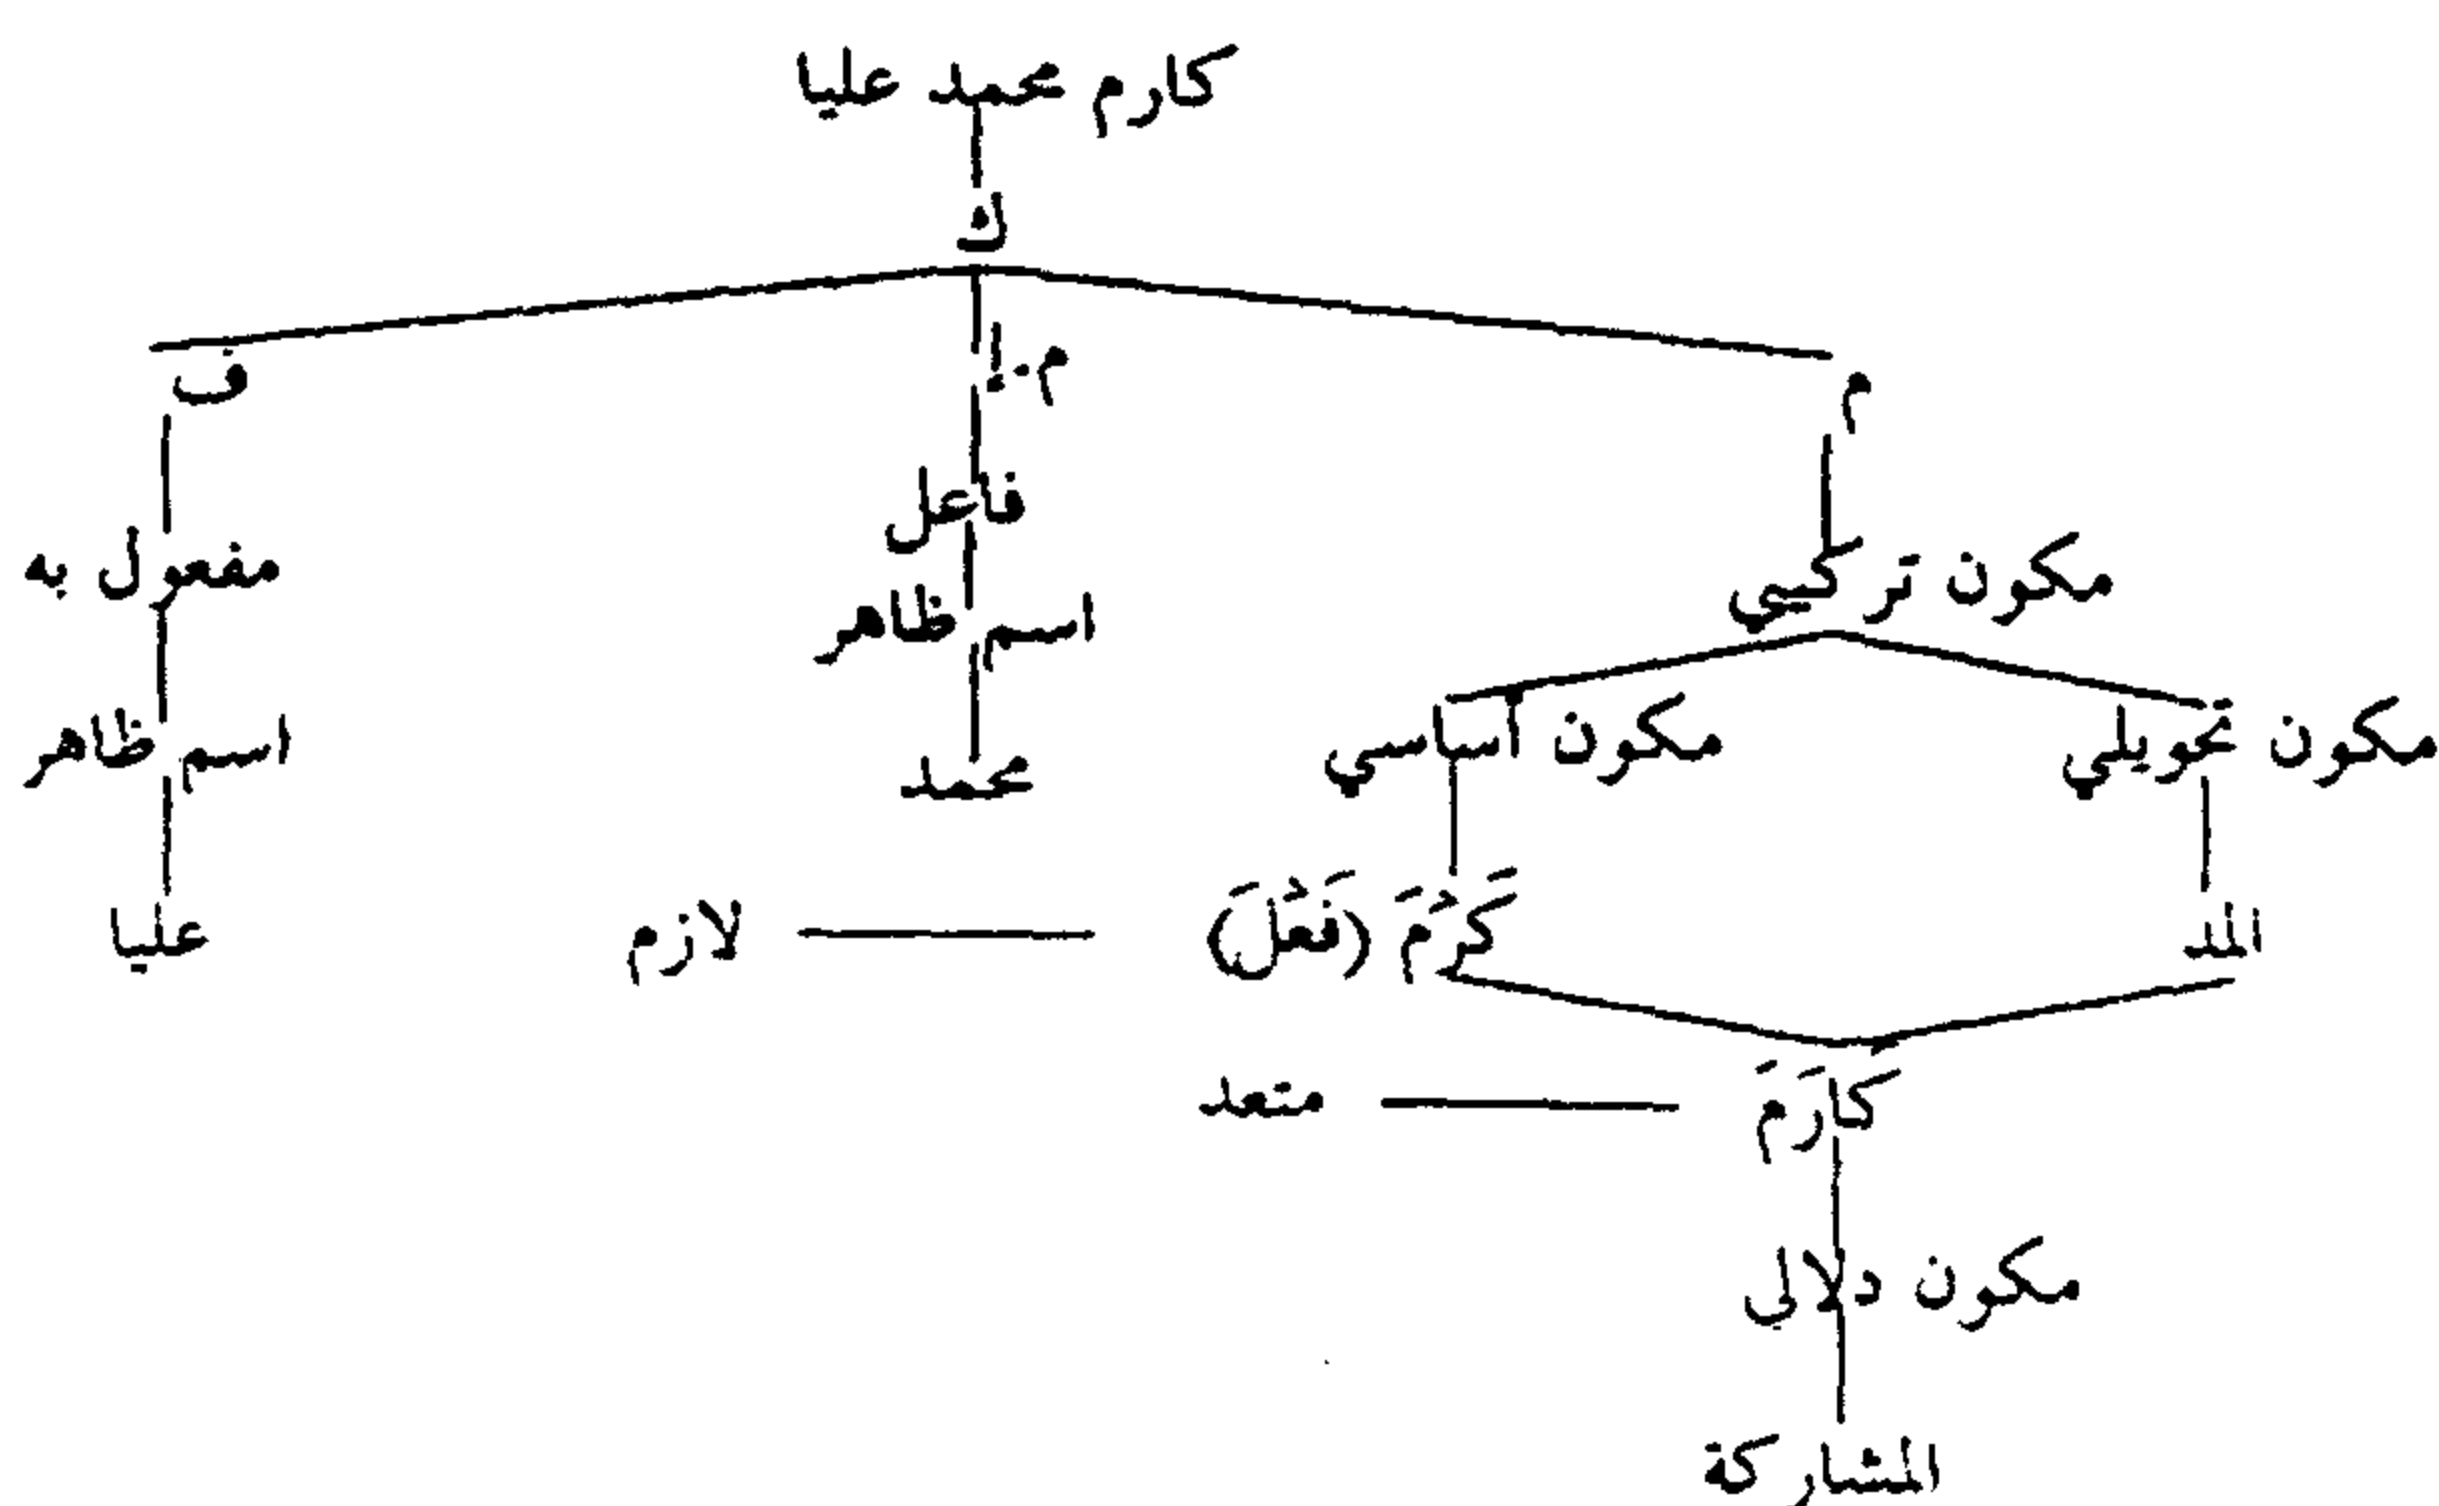 كارم محمد عليا
ك
م
م.إ
ف
مكون تركيبي
فاعل
مفعول به
اسم ظاهر
مكون تحويلي
مكون أساسي
محمد
اسم ظاهر
المد
كَرُمَ (فَعُلَ)
لازم
عليا
كَارَمَ
متعد
مكون دلالي
المشاركة